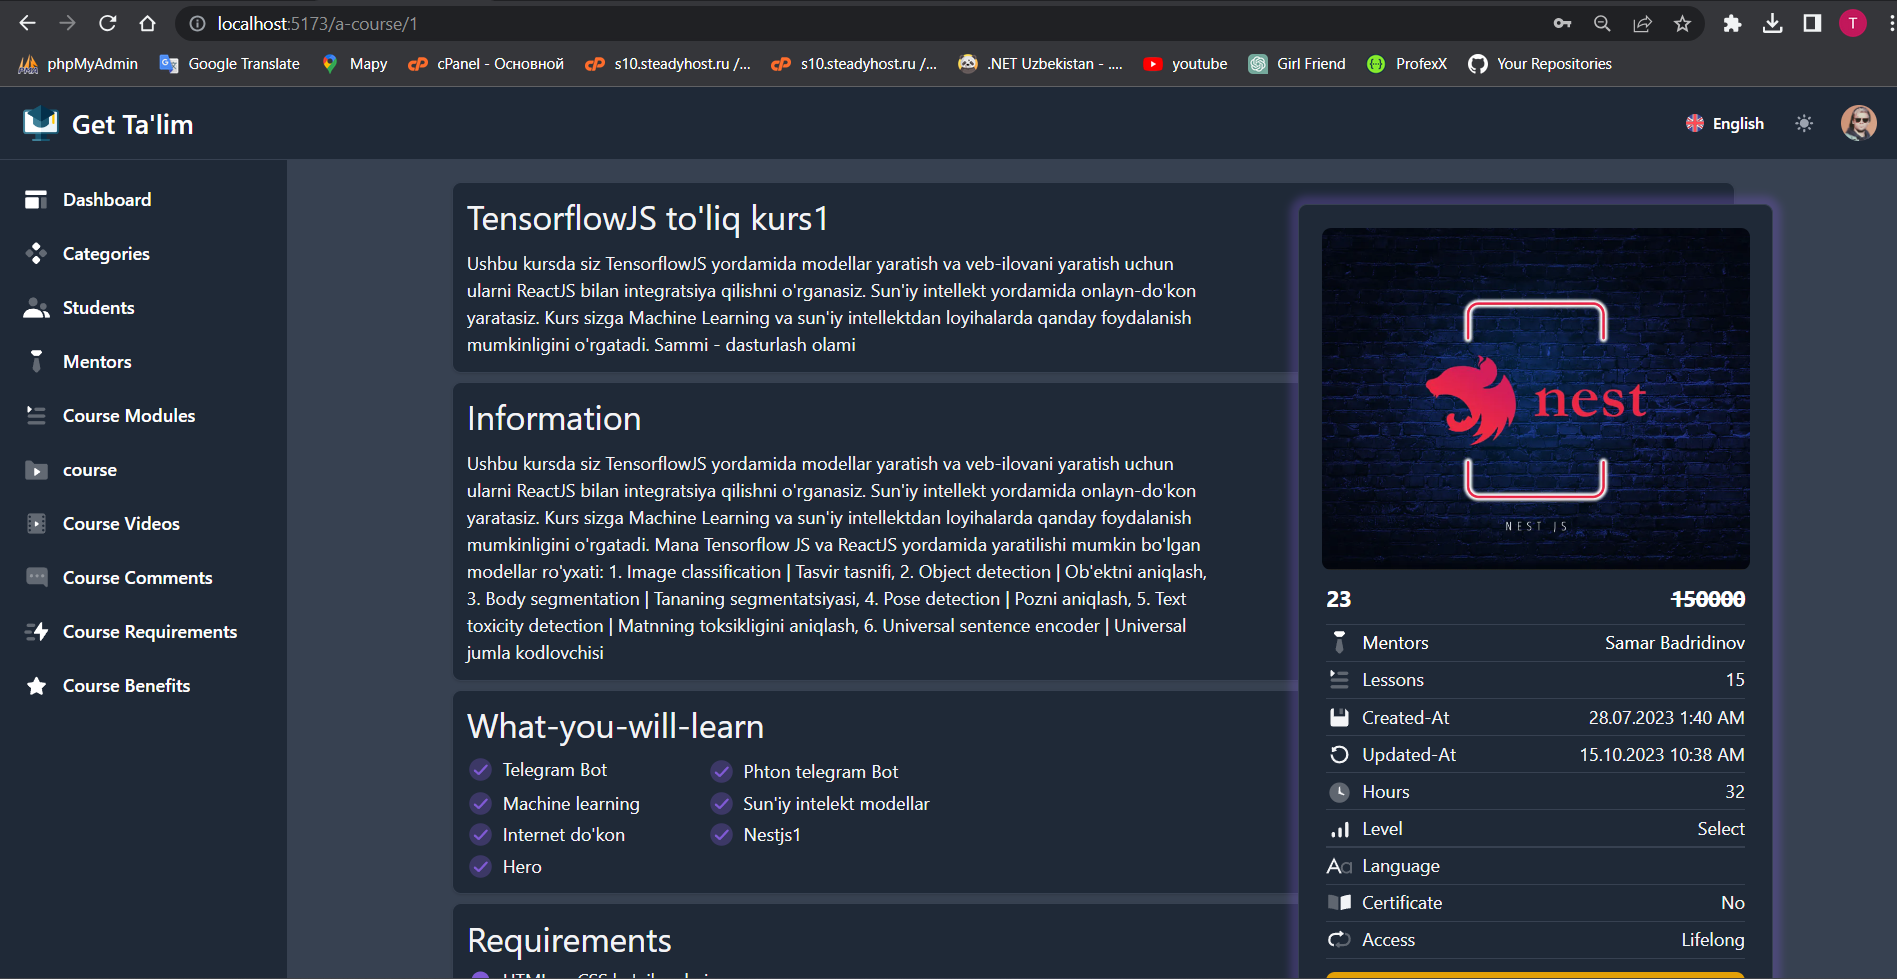 localhost:5173/a-course/1
T
phpMyAdmin
Google Translate
Mapy
cPanel - Основной
s10.steadyhost.ru /...
s10.steadyhost.ru /...
.NET Uzbekistan - ....
youtube
Girl Friend
ProfexX
Your Repositories
Get Ta'lim
English
Dashboard
Categories
Students
Mentors
Course Modules
course
Course Videos
Course Comments
Course Requirements
Course Benefits
TensorflowJS to'liq kurs1
Ushbu kursda siz TensorflowJS yordamida modellar yaratish va veb-ilovani yaratish uchun
ularni ReactJS bilan integratsiya qilishni o'rganasiz. Sun'iy intellekt yordamida onlayn-do'kon
yaratasiz. Kurs sizga Machine Learning va sun'iy intellektdan loyihalarda qanday foydalanish
mumkinligini o'rgatadi. Sammi - dasturlash olami
Information
Ushbu kursda siz TensorflowJS yordamida modellar yaratish va veb-ilovani yaratish uchun
ularni ReactJS bilan integratsiya qilishni o'rganasiz. Sun'iy intellekt yordamida onlayn-do'kon
yaratasiz. Kurs sizga Machine Learning va sun'iy intellektdan loyihalarda qanday foydalanish
mumkinligini o'rgatadi. Mana Tensorflow JS va ReactJS yordamida yaratilishi mumkin bo'lgan
modellar ro'yxati: 1. Image classification | Tasvir tasnifi, 2. Object detection | Ob'ektni aniqlash,
3. Body segmentation | Tananing segmentatsiyasi, 4. Pose detection | Pozni aniqlash, 5. Text
toxicity detection | Matnning toksikligini aniqlash, 6. Universal sentence encoder | Universal
jumla kodlovchisi
What-you-will-learn
Telegram Bot
Phton telegram Bot
Machine learning
Sun'iy intelekt modellar
Internet do'kon
Nestjs1
Hero
Requirements
nest
NEST JS
23 150000
Mentors Samar Badridinov
Lessons 15
Created-At 28.07.2023 1:40 AM
Updated-At 15.10.2023 10:38 AM
Hours 32
Level Select
Aa Language
Certificate No
Access Lifelong